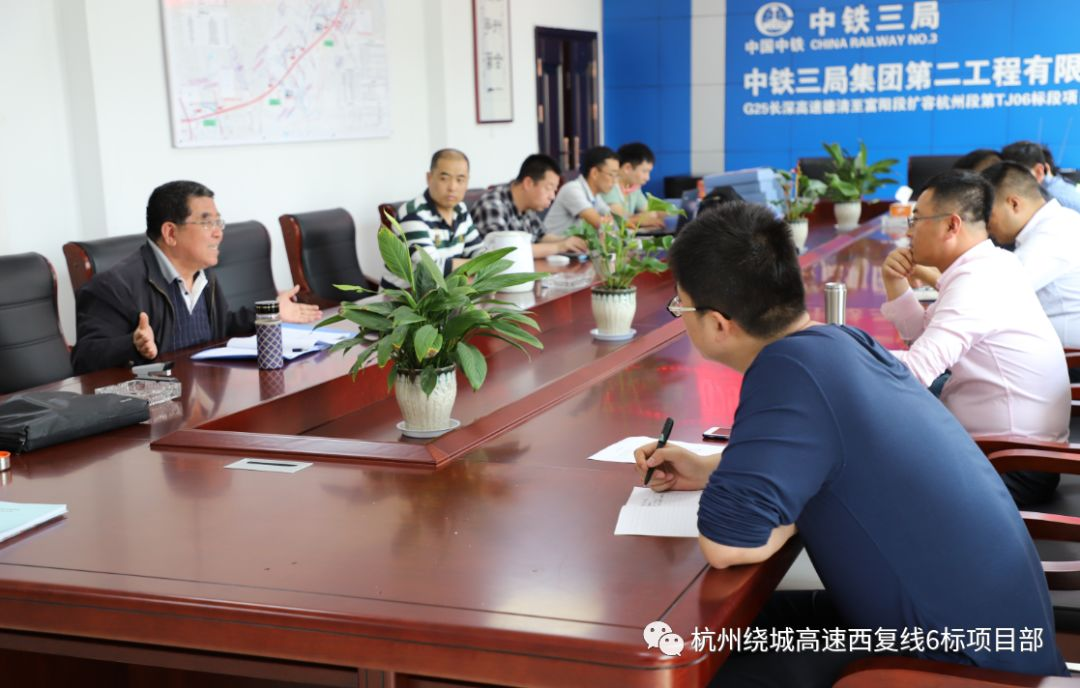 中铁三局
中国中铁 CHINA RAILWAY NO.3
中铁三局集团第二工程有限
G25长深高速德清至富阳段扩容杭州段第TJ06标段项
杭州绕城高速西复线6标项目部